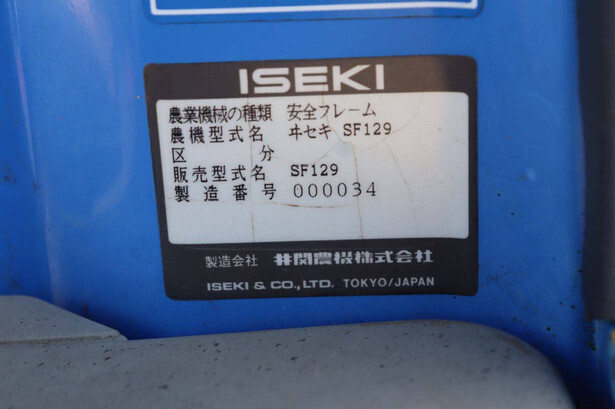 ISEKI
農業機械の種類 安全フレーム
農機型式名 ヰセキ SF129
区分
販売型式名 SF129
製造番号 000034
製造会社 井関農機株式会社
ISEKI & CO., LTD. TOKYO/JAPAN